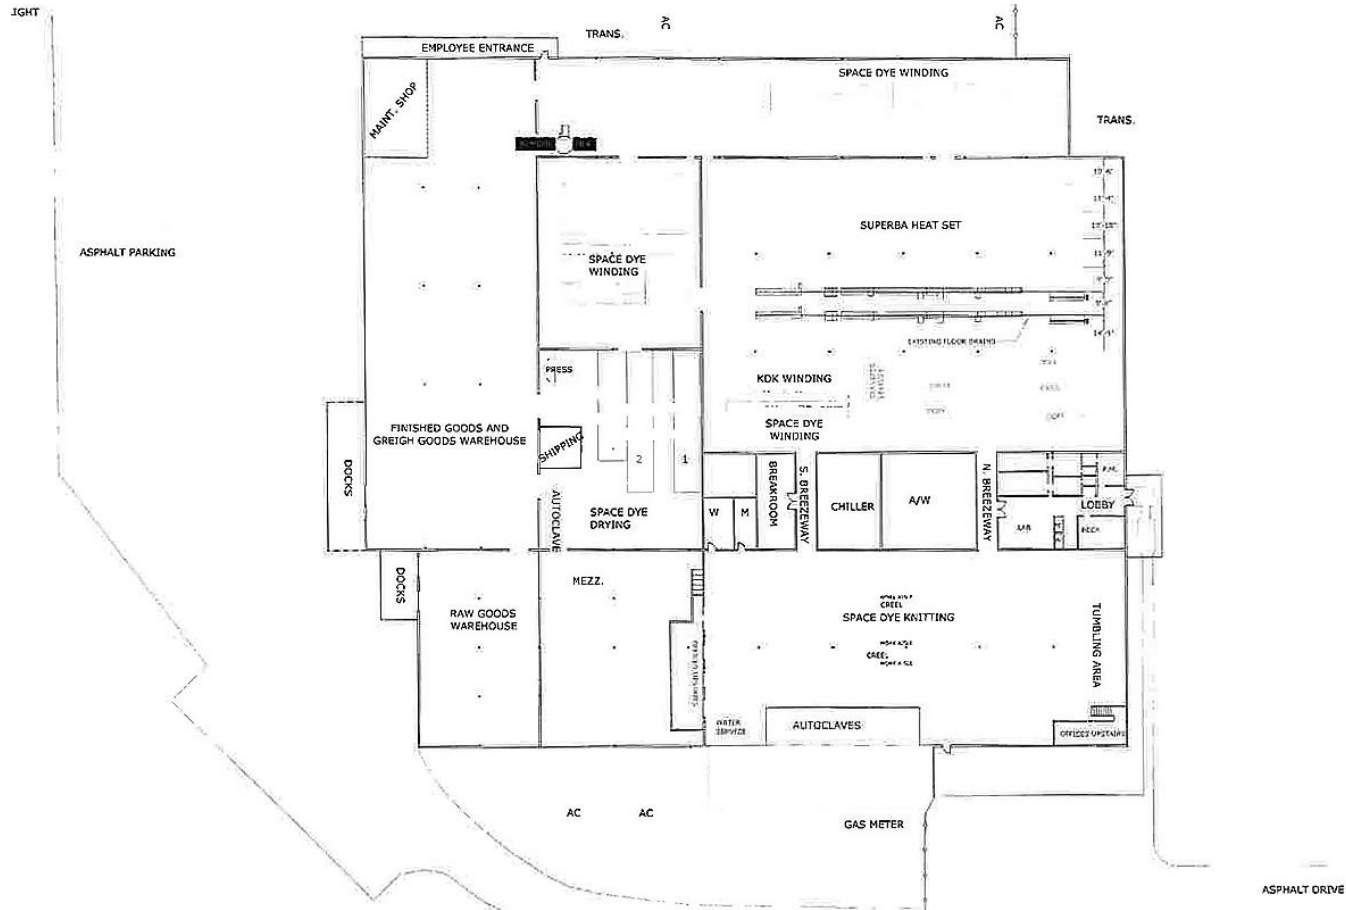 .IGHT
AC
AC
TRANS.
EMPLOYEE ENTRANCE
SPACE DYE WINDING
MAINT. SHOP
TRANS.
SUPERBA HEAT SET
ASPHALT PARKING
SPACE DYE
WINDING
EXISTING FLOOR DRAINS
PRESS
KDK WINDING
SPACE DYE
WINDING
FINISHED GOODS AND
GREIGH GOODS WAREHOUSE
SHIPPING
2
1
DOCKS
BREAKROOM
S. BREEZEWAY
N. BREEZEWAY
A/W
CHILLER
LOBBY
W
M
AUTOCLAVE
SPACE DYE
DRYING
DOCKS
MEZZ.
RAW GOODS
WAREHOUSE
CREEL
SPACE DYE KNITTING
CREEL
TUMBLING AREA
WATER
SERVICE
AUTOCLAVES
OFFICES UPSTAIRS
AC
AC
GAS METER
ASPHALT DRIVE